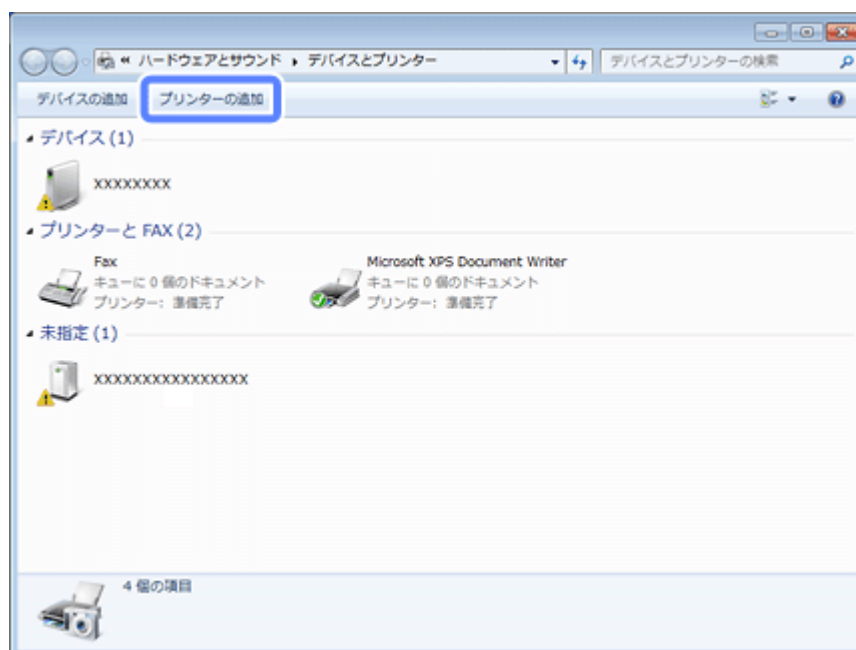 « ハードウェアとサウンド ▸ デバイスとプリンター
デバイスとプリンターの検索
デバイスの追加 プリンターの追加
デバイス (1)
XXXXXXXX
プリンターと FAX (2)
Fax
キューに 0 個のドキュメント
プリンター: 準備完了
Microsoft XPS Document Writer
キューに 0 個のドキュメント
プリンター: 準備完了
未指定 (1)
XXXXXXXXXXXXXXXX
4 個の項目